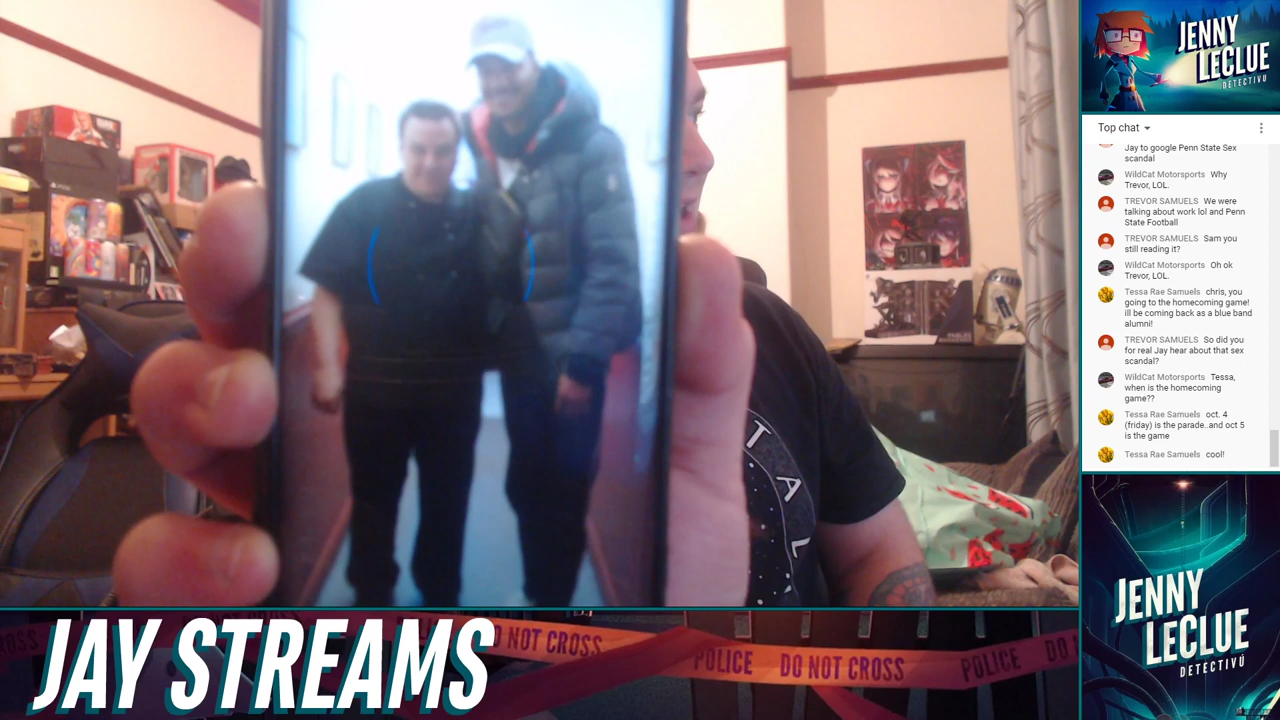 JENNY
LECLUE
DETECTIVÚ
Top chat
Jay to google Penn State Sex
scandal
WildCat Motorsports Why
Trevor, LOL.
TREVOR SAMUELS We were
talking about work lol and Penn
State Football
TREVOR SAMUELS Sam you
still reading it?
WildCat Motorsports Oh ok
Trevor, LOL.
Tessa Rae Samuels chris, you
going to the homecoming game!
ill be coming back as a blue band
alumni!
TREVOR SAMUELS So did you
for real Jay hear about that sex
scandal?
WildCat Motorsports Tessa,
when is the homecoming
game??
Tessa Rae Samuels oct. 4
(friday) is the parade..and oct 5
is the game
Tessa Rae Samuels cool!
TAL
JENNY
LECLUE
DETECTIVÚ
JAY STREAMS
DO NOT CROSS
POLICE DO NOT CROSS
POLICE DO